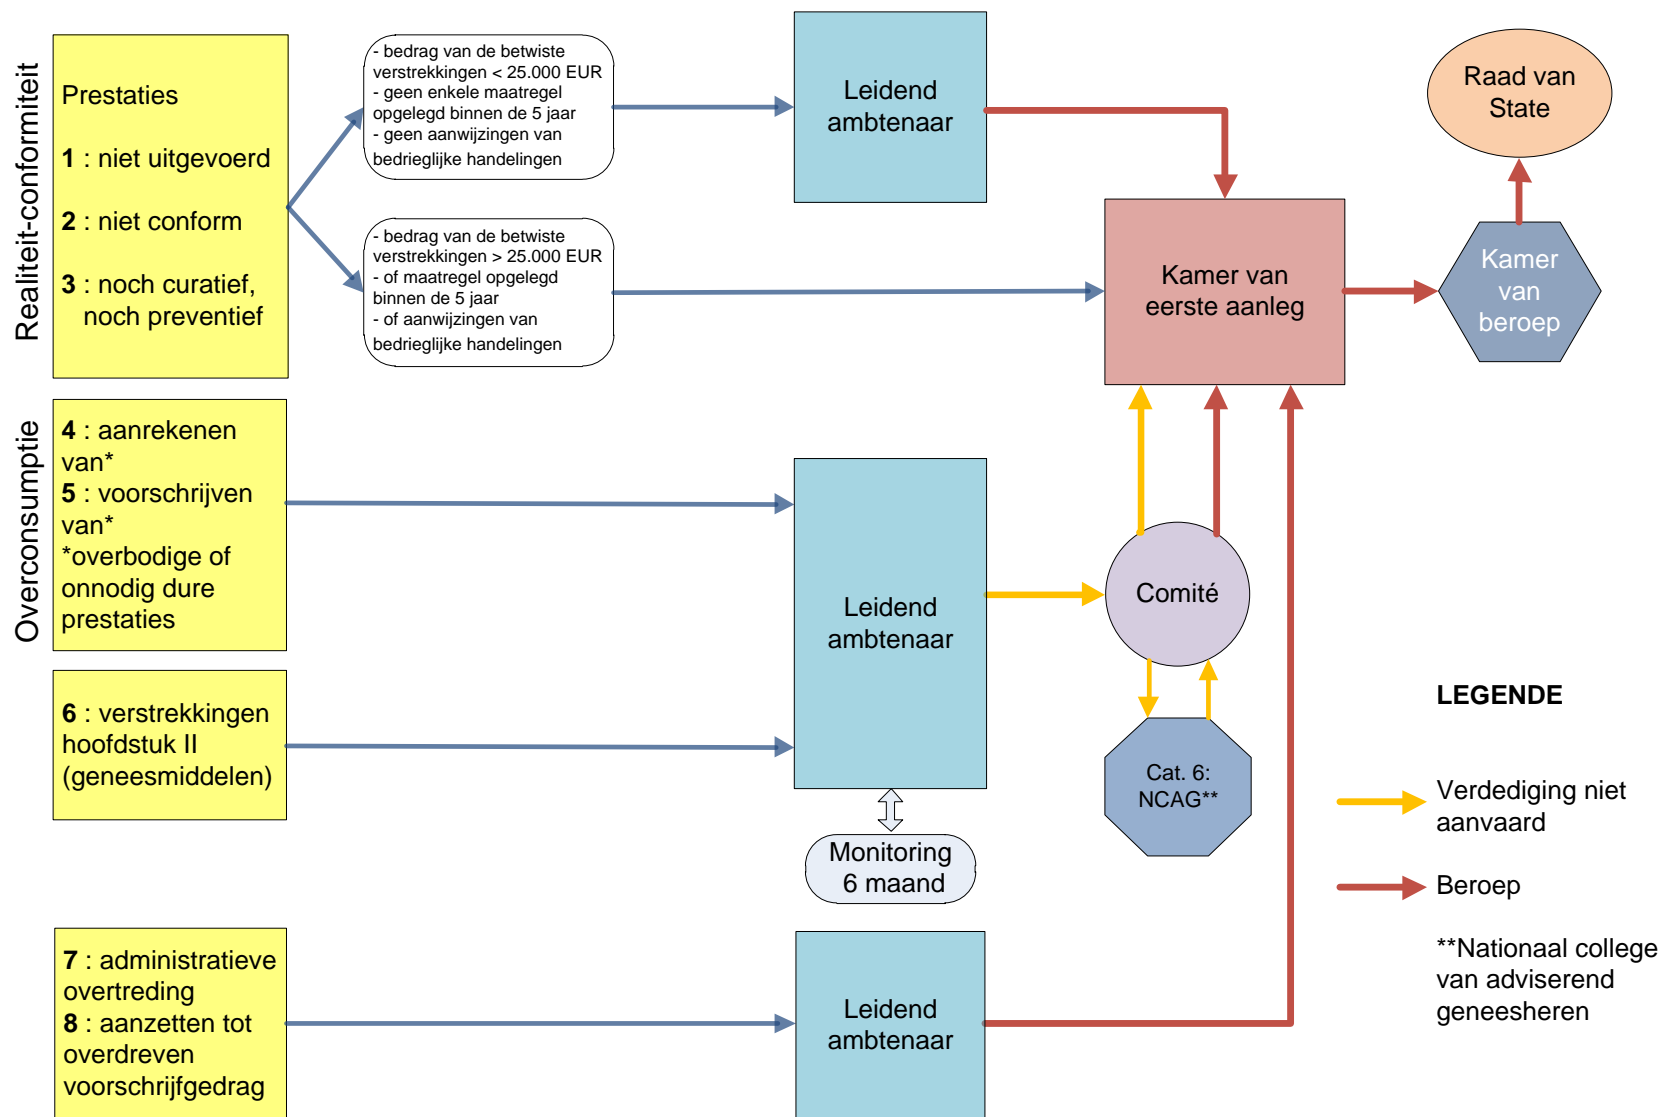 Realiteit-conformiteit
Prestaties
1 : niet uitgevoerd
2 : niet conform
3 : noch curatief,
noch preventief
- bedrag van de betwiste
verstrekkingen < 25.000 EUR
- geen enkele maatregel
opgelegd binnen de 5 jaar
- geen aanwijzingen van
bedrieglijke handelingen
- bedrag van de betwiste
verstrekkingen > 25.000 EUR
- of maatregel opgelegd
binnen de 5 jaar
- of aanwijzingen van
bedrieglijke handelingen
Leidend
ambtenaar
Kamer van
eerste aanleg
Raad van
State
Kamer
van
beroep
Overconsumptie
4 : aanrekenen
van*
5 : voorschrijven
van*
*overbodige of
onnodig dure
prestaties
6 : verstrekkingen
hoofdstuk II
(geneesmiddelen)
Leidend
ambtenaar
Monitoring
6 maand
Comité
Cat. 6:
NCAG**
7 : administratieve
overtreding
8 : aanzetten tot
overdreven
voorschrijfgedrag
Leidend
ambtenaar
LEGENDE
Verdediging niet
aanvaard
Beroep
**Nationaal college
van adviserend
geneesheren